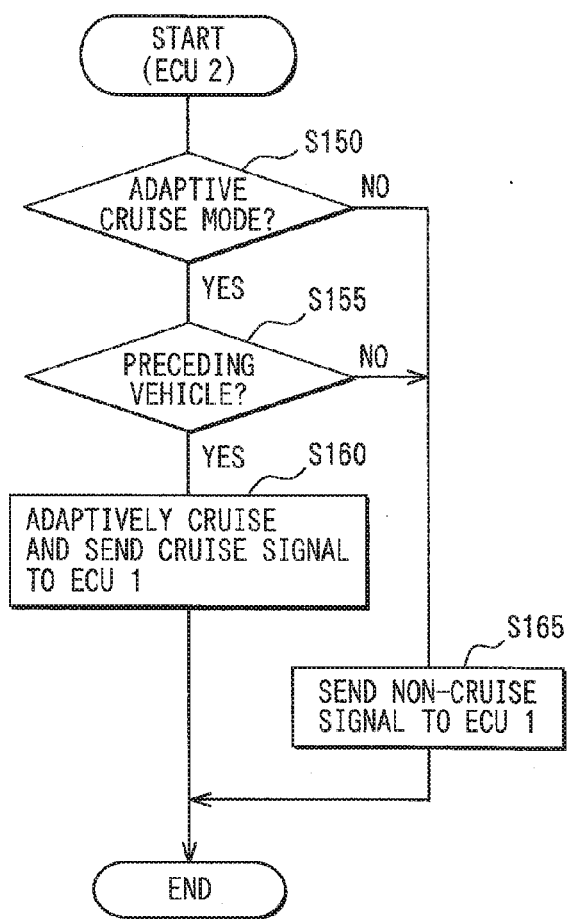 START
(ECU 2)
S150
ADAPTIVE
CRUISE MODE?
NO
YES
S155
PRECDING
VEHICLE?
NO
YES
S160
ADAPTIVELY CRUISE
AND SEND CRUISE SIGNAL
TO ECU 1
S165
SEND NON-CRUISE
SIGNAL TO ECU 1
END